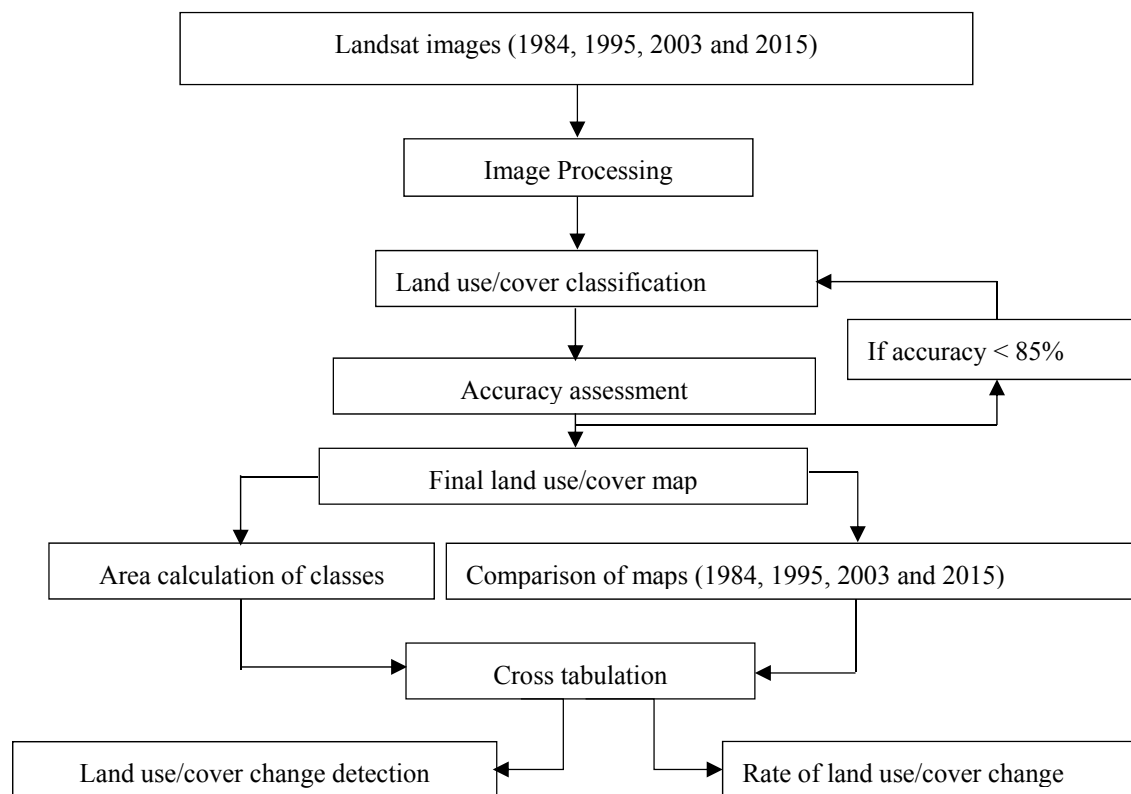 Landsat images (1984, 1995, 2003 and 2015)
Image Processing
Land use/cover classification
If accuracy < 85%
Accuracy assessment
Final land use/cover map
Area calculation of classes
Comparison of maps (1984, 1995, 2003 and 2015)
Cross tabulation
Land use/cover change detection
Rate of land use/cover change